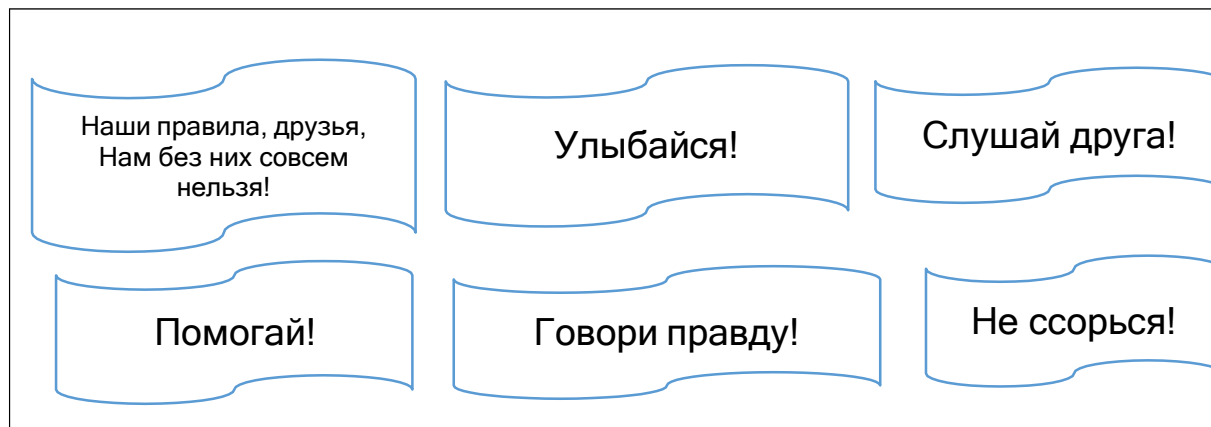 Наши правила, друзья,
Нам без них совсем
нельзя!
Улыбайся!
Слушай друга!
Помогай!
Говори правду!
Не ссорься!